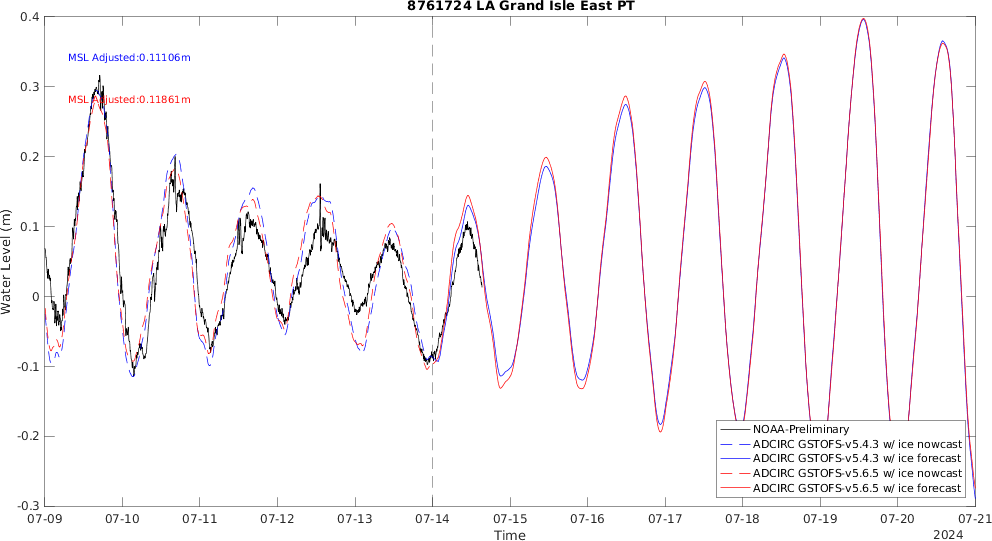 8761724 LA Grand Isle East PT
MSL Adjusted:0.11106m
MSL Adjusted:0.11861m
Water Level (m)
0.4
0.3
0.2
0.1
0
-0.1
-0.2
-0.3
NOAA-Preliminary
ADCIRC GSTOFS-v5.4.3 w/ ice nowcast
ADCIRC GSTOFS-v5.4.3 w/ ice forecast
ADCIRC GSTOFS-v5.6.5 w/ ice nowcast
ADCIRC GSTOFS-v5.6.5 w/ ice forecast
07-09 07-10 07-11 07-12 07-13 07-14 07-15 07-16 07-17 07-18 07-19 07-20 07-21
Time
2024